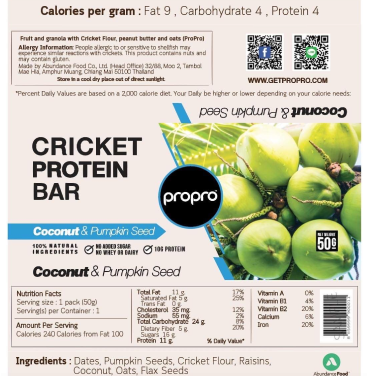 Calories per gram : Fat 9 , Carbohydrate 4 , Protein 4
Fruit and granola with Cricket Flour, peanut butter and oats (ProPro)
Allergy Information: People allergic to or sensitive to shellfish may
experience similar reactions with crickets. This product contains nuts and
may contain gluten.
Made by Abundance Food Co., Ltd. (Head Office) 32/88, Moo 2, Tambol
Mae Hia, Amphur Muang, Chiang Mai 50100 Thailand
Store in a cool dry place out of direct sunlight.
WWW.GETPROPRO.COM
*Percent Daily Values are based on a 2,000 calorie diet. Your Daily be higher or lower depending on your calorie needs:
Coconut & Pumpkin Seed
CRICKET
PROTEIN
BAR
propro
Coconut & Pumpkin Seed
NET WEIGHT
50G
100% NATURAL
INGREDIENTS
NO ADDED SUGAR
NO WHEY OR DAIRY
10G PROTEIN
Coconut & Pumpkin Seed
Nutrition Facts
Serving size : 1 pack (50g)
Serving(s) per Container : 1
Amount Per Serving
Calories 240 Calories from Fat 100
Total Fat 11 g. 17%
Saturated Fat 5 g. 25%
Trans Fat 0 g.
Cholesterol 35 mg. 12%
Sodium 55 mg. 2%
Total Carbohydrate 24 g. 8%
Dietary Fiber 5 g. 20%
Sugars 16 g.
Protein 11 g. % Daily Value*
Vitamin A 0%
Vitamin B1 4%
Vitamin B2 20%
Calcium 6%
Iron 20%
Ingredients : Dates, Pumpkin Seeds, Cricket Flour, Raisins,
Coconut, Oats, Flax Seeds
Abundance Food